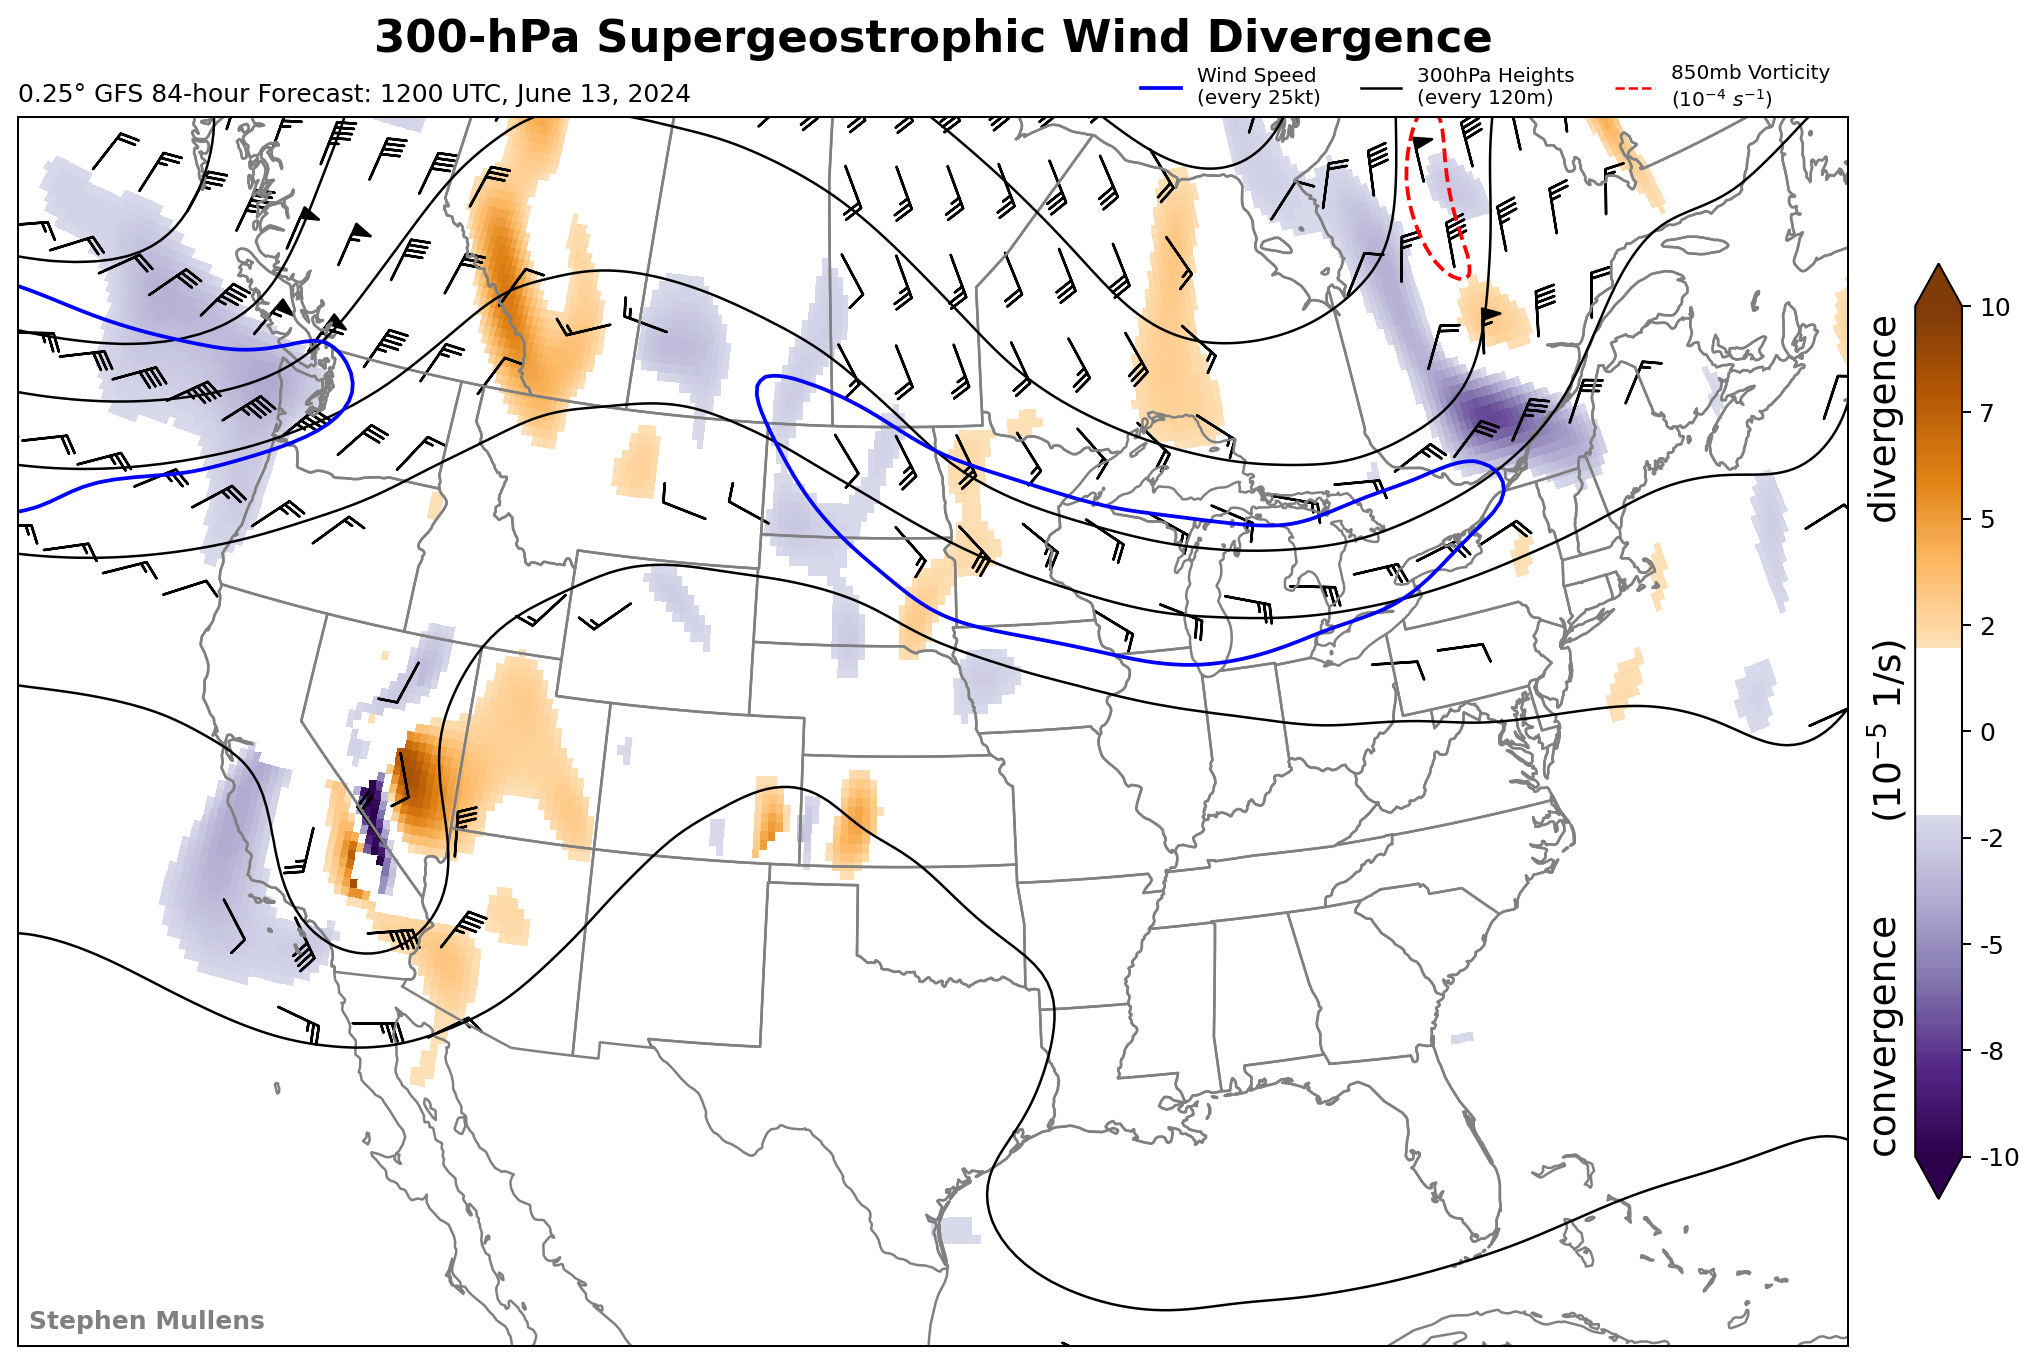 300-hPa Supergeostrophic Wind Divergence
0.25° GFS 84-hour Forecast: 1200 UTC, June 13, 2024
Wind Speed
(every 25kt)
300hPa Heights
(every 120m)
850mb Vorticity
(10⁻⁴ s⁻¹)
10
7
5
2
0
-2
-5
-8
-10
divergence
(10⁻⁵ 1/s)
convergence
Stephen Mullens